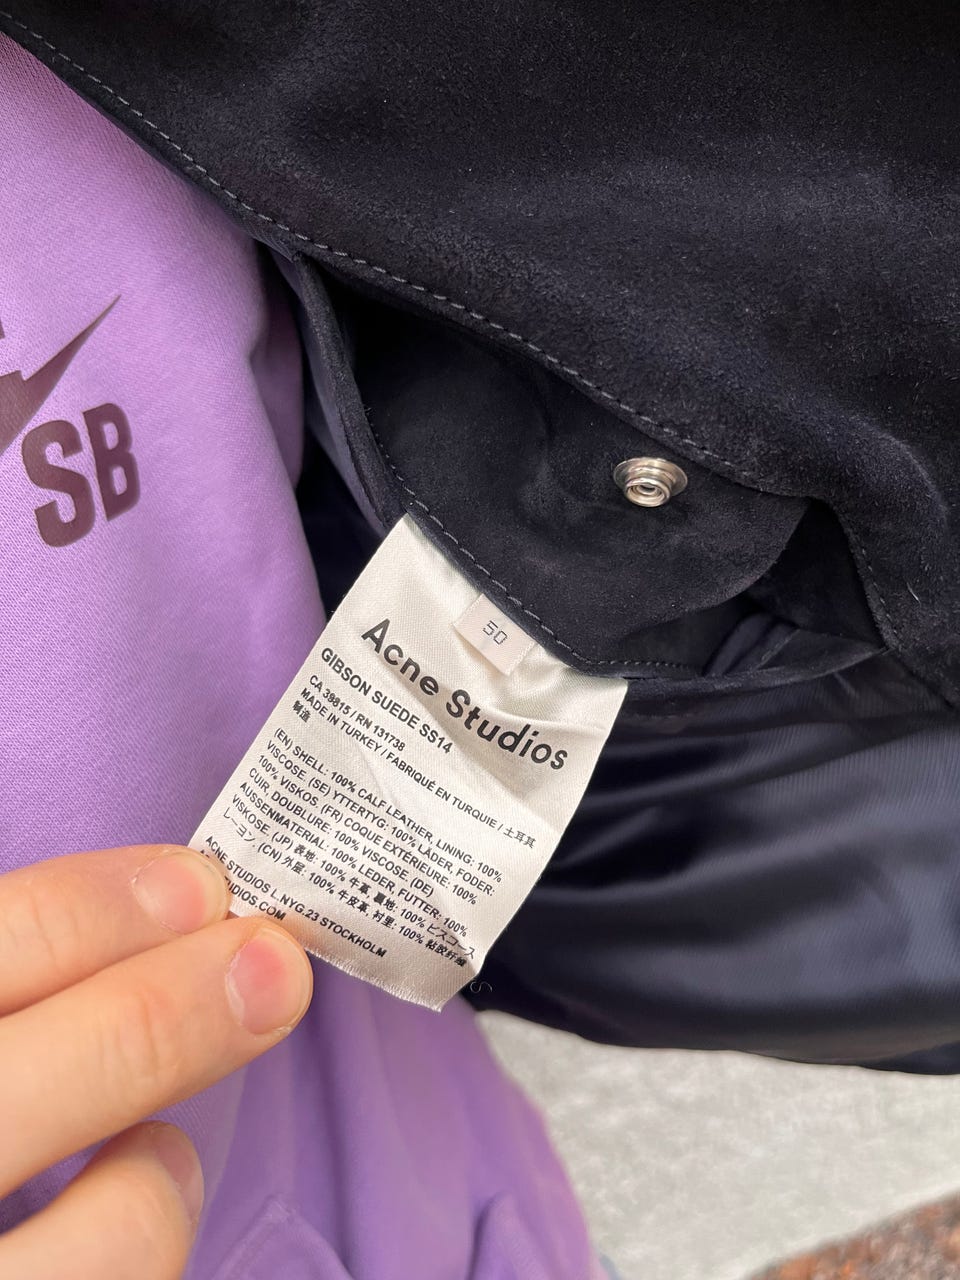 SB
50
Acne Studios
GIBSON SUEDE SS14
CA 39815 / RN 131738
MADE IN TURKEY / FABRIQUÉ EN TURQUIE / 土耳其
制造
(EN) SHELL: 100% CALF LEATHER, LINING: 100%
VISCOSE. (SE) YTTERTYG: 100% LÄDER, FODER:
100% VISKOS. (FR) COQUE EXTÉRIEURE: 100%
CUIR, DOUBLURE: 100% VISCOSE. (DE)
AUSSENMATERIAL: 100% LEDER, FUTTER: 100%
VISKOSE. (JP) 表地: 100% 牛革, 裏地: 100% ビスコース
レーヨン. (CN) 外层: 100% 牛皮革, 衬里: 100% 粘胶纤维
ACNE STUDIOS L.NYG.23 STOCKHOLM